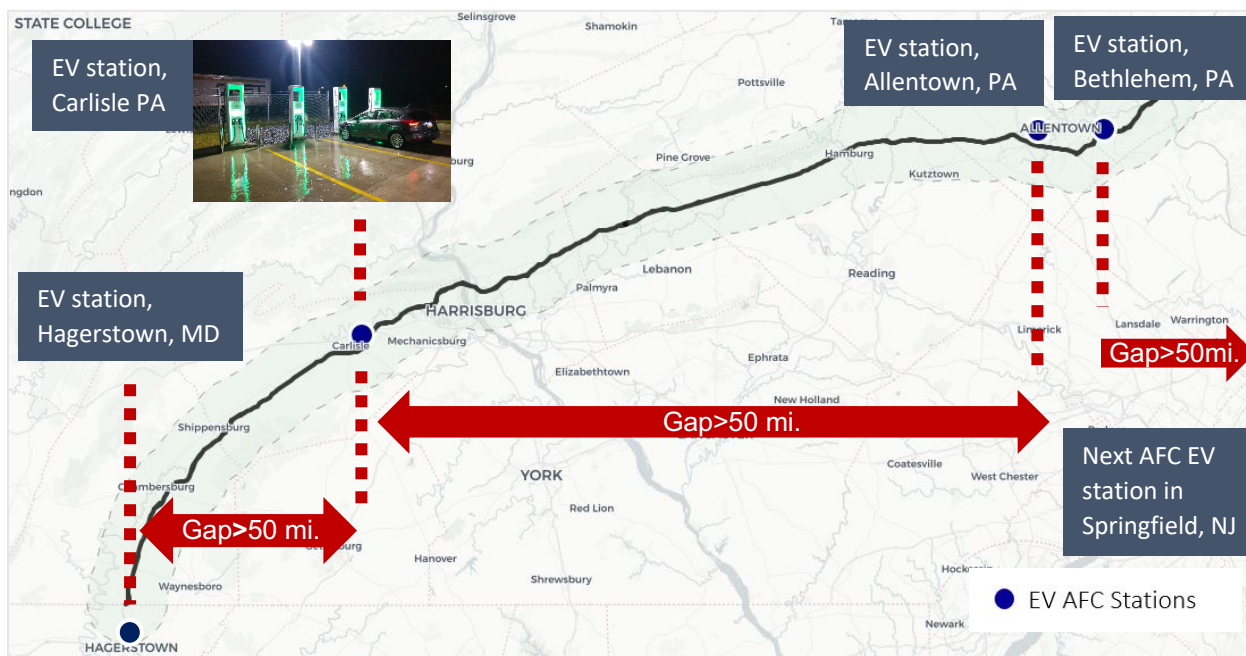 STATE COLLEGE
Selinsgrove
Shamokin
EV station,
Carlisle PA
EV station,
Allentown, PA
EV station,
Bethlehem, PA
Pottsville
ALLENTOWN
Hamburg
Pine Grove
Kutztown
ngdon
burg
EV station,
Hagerstown, MD
Lebanon
Reading
Palmyra
HARRISBURG
Carlisle
Mechanicsburg
Limerick
Lansdale
Warrington
Gap>50mi.
Ephrata
Elizabethtown
New Holland
Gap>50 mi.
Shippensburg
YORK
Coatesville
West Chester
Next AFC EV
station in
Springfield, NJ
Chambersburg
Red Lion
Gap>50 mi.
Hanover
Waynesboro
Shrewsbury
EV AFC Stations
Newark
HAGERSTOWN